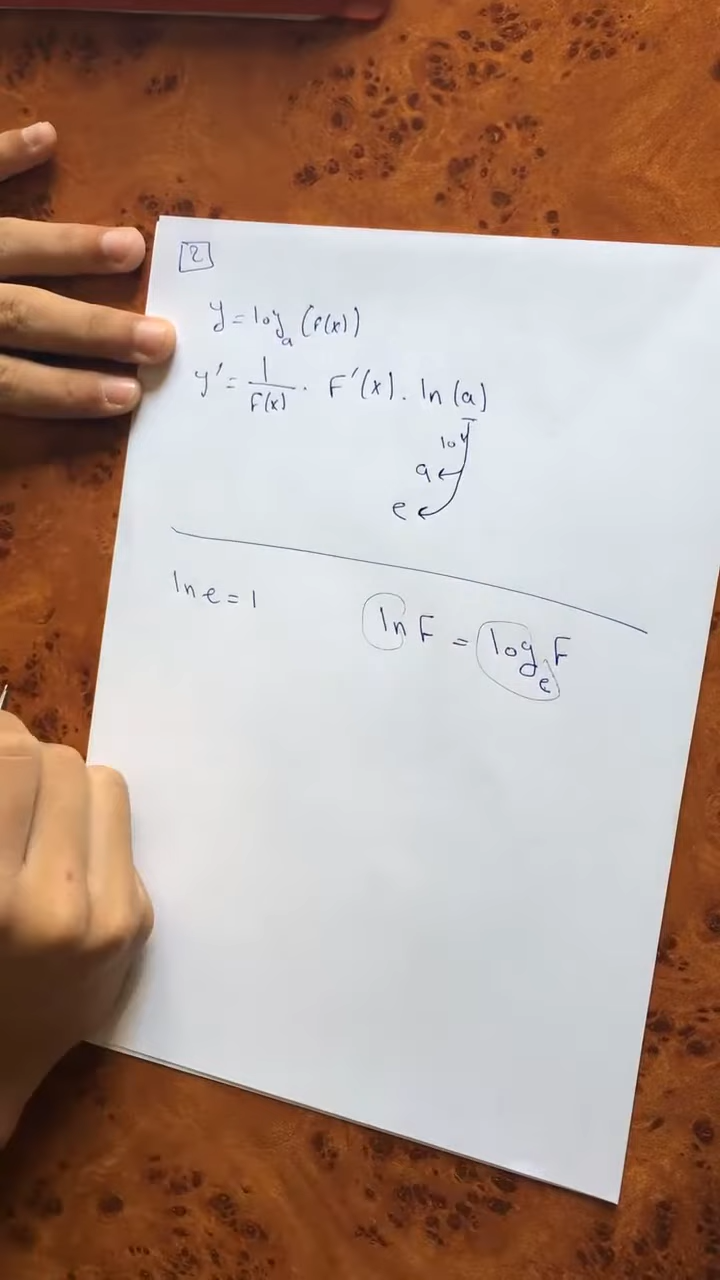 2
y = log_a (F(x))
y' = 1/F(x) · F'(x) · ln (a)
log
a
e
ln e = 1
ln F = log_e F